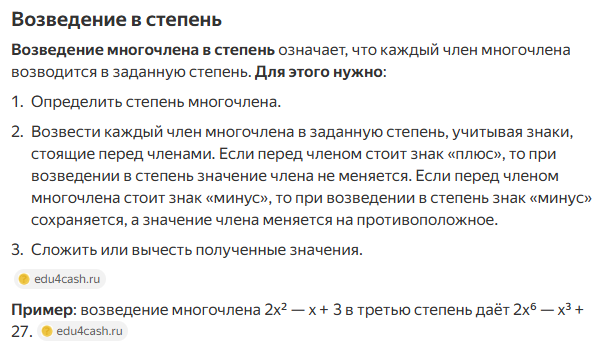 Возведение в степень
Возведение многочлена в степень означает, что каждый член многочлена
возводится в заданную степень. Для этого нужно:
1. Определить степень многочлена.
2. Возвести каждый член многочлена в заданную степень, учитывая знаки,
стоящие перед членами. Если перед членом стоит знак «плюс», то при
возведении в степень значение члена не меняется. Если перед членом
многочлена стоит знак «минус», то при возведении в степень знак «минус»
сохраняется, а значение члена меняется на противоположное.
3. Сложить или вычесть полученные значения.
edu4cash.ru
Пример: возведение многочлена 2x² — x + 3 в третью степень даёт 2x⁶ — x³ +
27. edu4cash.ru